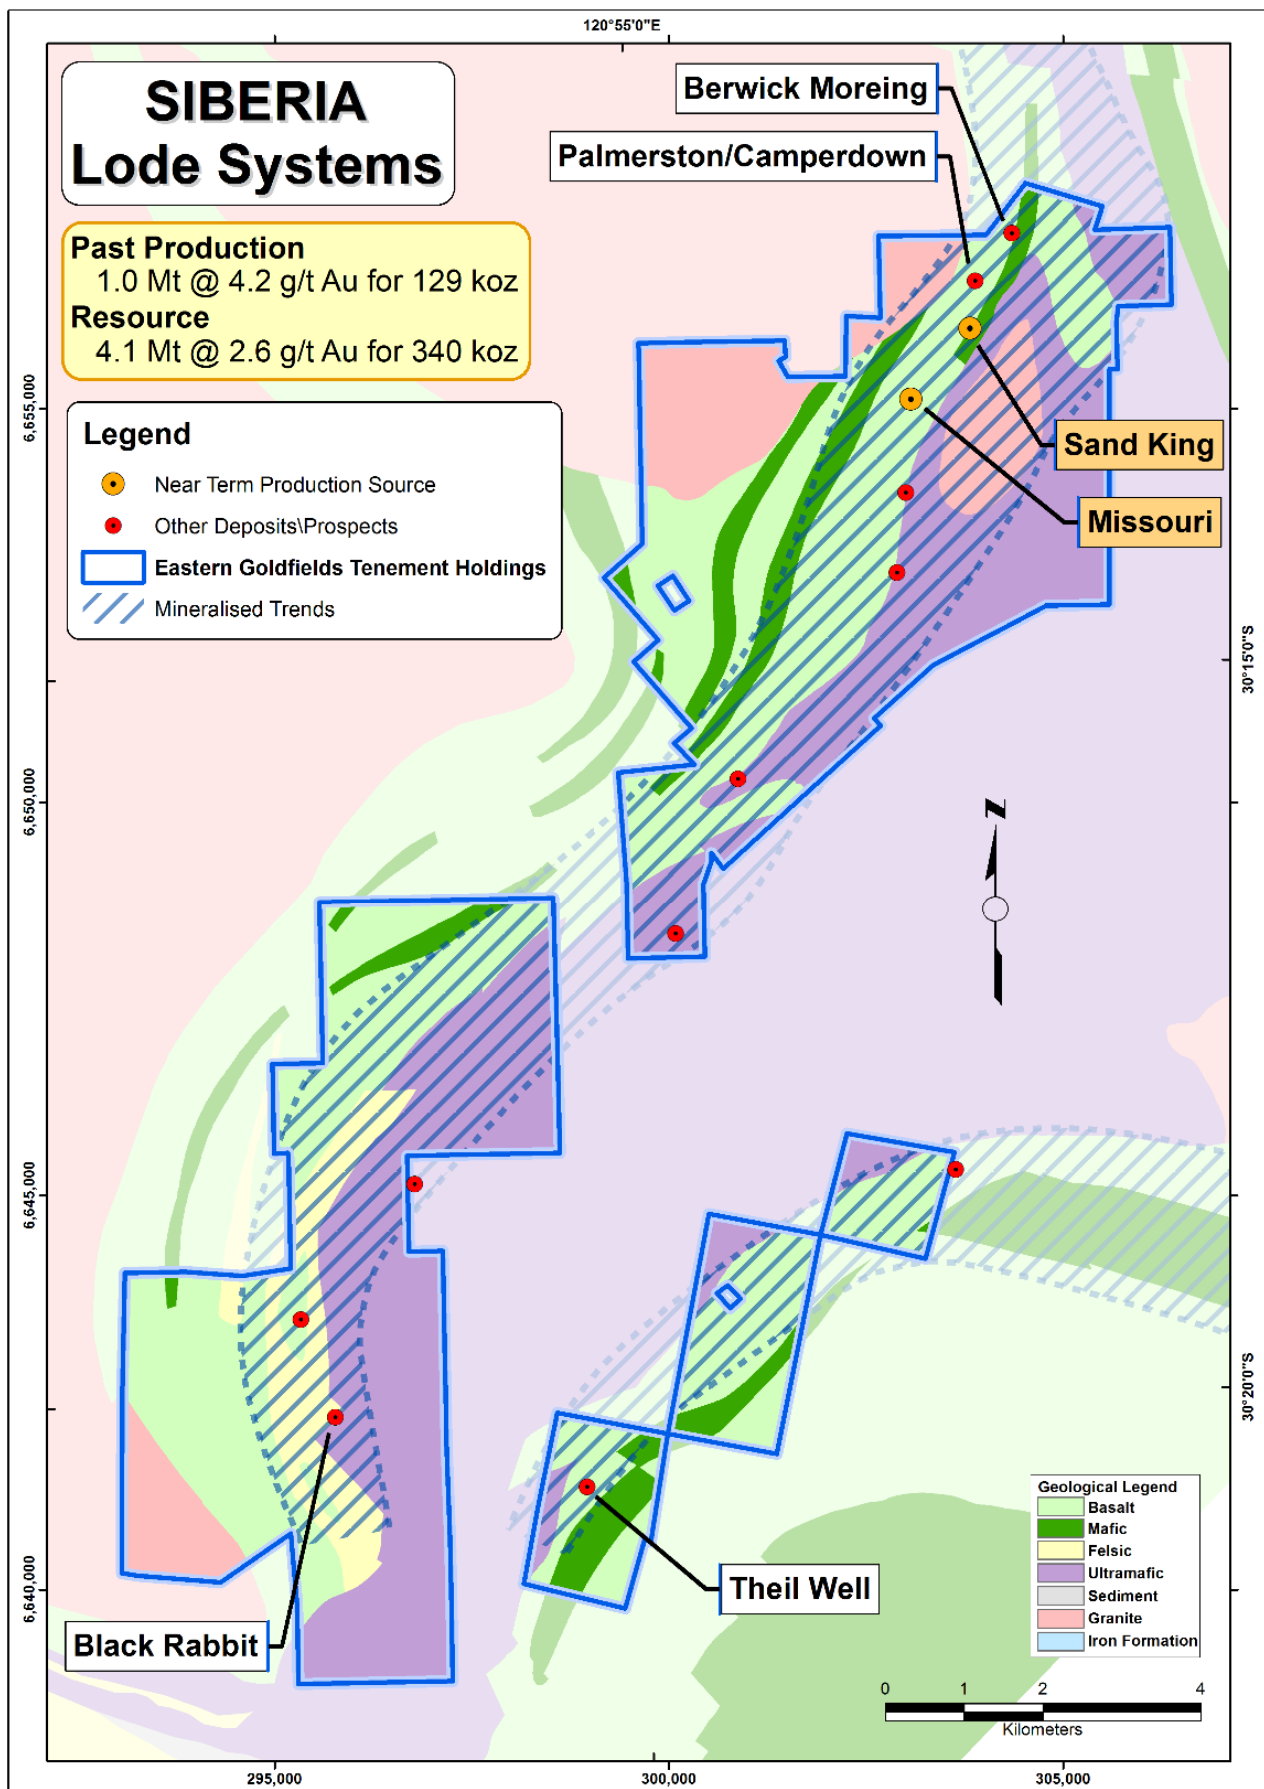 120°55'0"E
SIBERIA
Lode Systems
Berwick Moreing
Palmerston/Camperdown
Past Production
1.0 Mt @ 4.2 g/t Au for 129 koz
Resource
4.1 Mt @ 2.6 g/t Au for 340 koz
6,655,000
Legend
Near Term Production Source
Other Deposits\Prospects
Eastern Goldfields Tenement Holdings
Mineralised Trends
Sand King
Missouri
30°15'0"S
6,650,000
N
6,645,000
30°20'0"S
6,640,000
Theil Well
Black Rabbit
Geological Legend
Basalt
Mafic
Felsic
Ultramafic
Sediment
Granite
Iron Formation
0 1 2 4
Kilometers
295,000 300,000 305,000